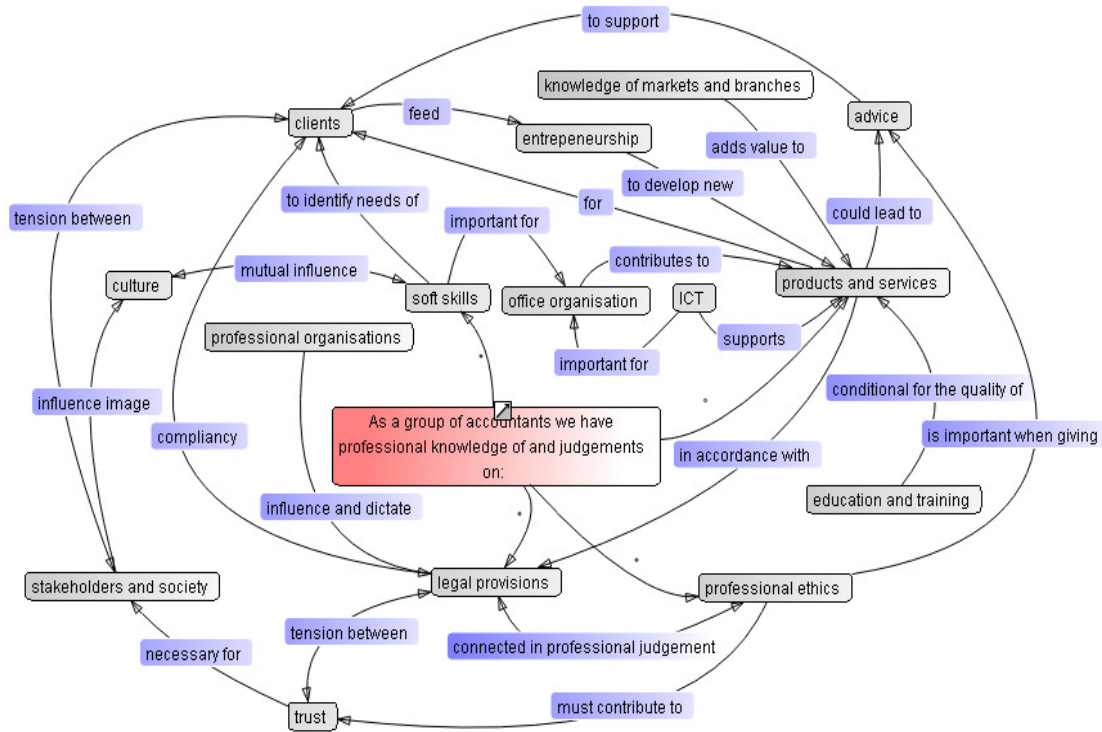 to support
knowledge of markets and branches
clients
feed
advice
entrepeneurship
adds value to
to develop new
to identify needs of
for
tension between
important for
could lead to
contributes to
mutual influence
culture
soft skills
office organisation
ICT
products and services
professional organisations
supports
important for
conditional for the quality of
influence image
As a group of accountants we have
professional knowledge of and judgements
on:
compliancy
is important when giving
in accordance with
education and training
influence and dictate
stakeholders and society
legal provisions
professional ethics
tension between
connected in professional judgement
necessary for
must contribute to
trust